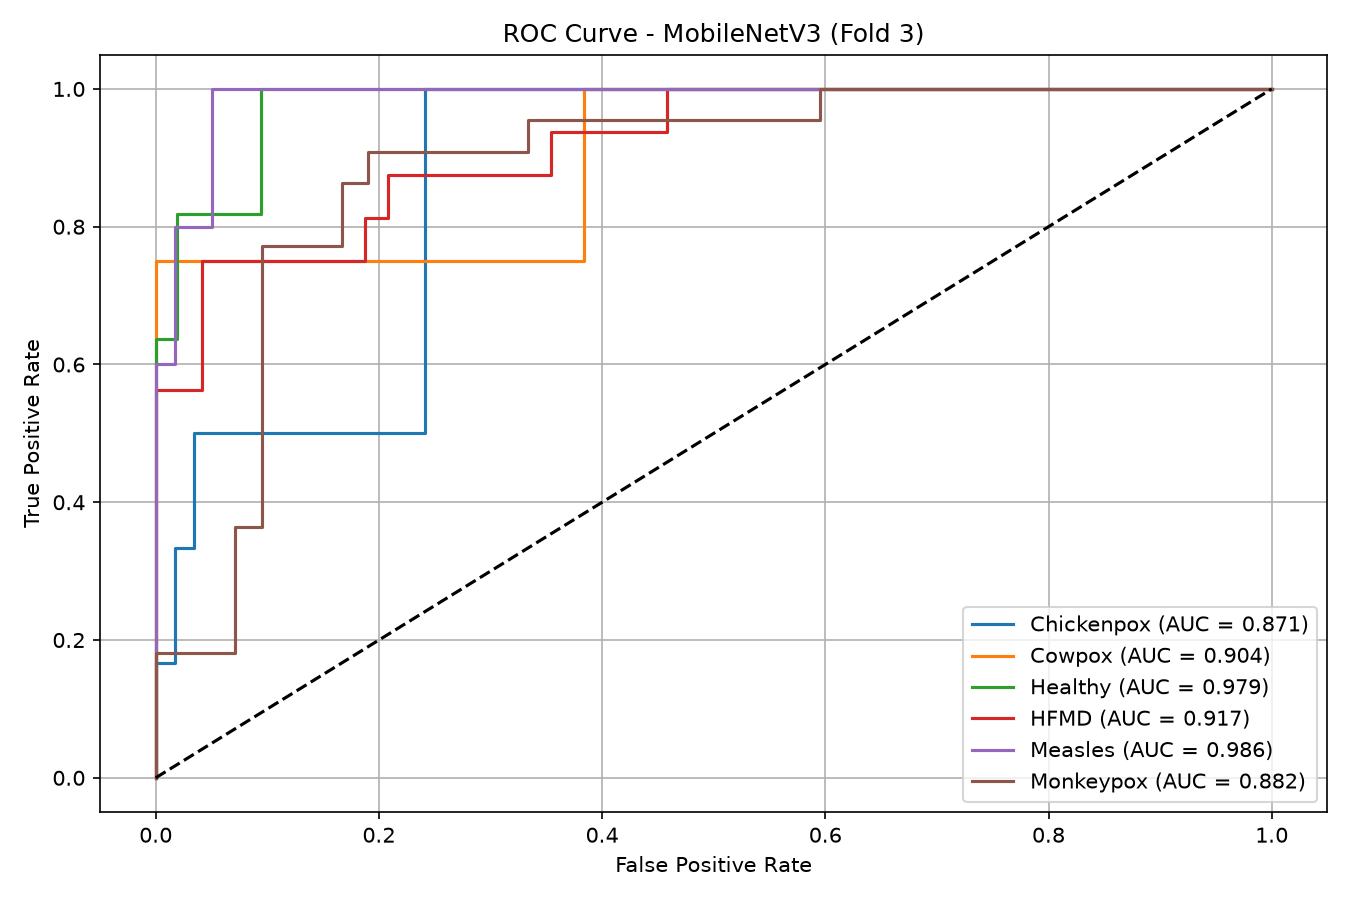 ROC Curve - MobileNetV3 (Fold 3)
True Positive Rate
1.0
0.8
0.6
0.4
0.2
0.0
0.0 0.2 0.4 0.6 0.8 1.0
False Positive Rate
Chickenpox (AUC = 0.871)
Cowpox (AUC = 0.904)
Healthy (AUC = 0.979)
HFMD (AUC = 0.917)
Measles (AUC = 0.986)
Monkeypox (AUC = 0.882)